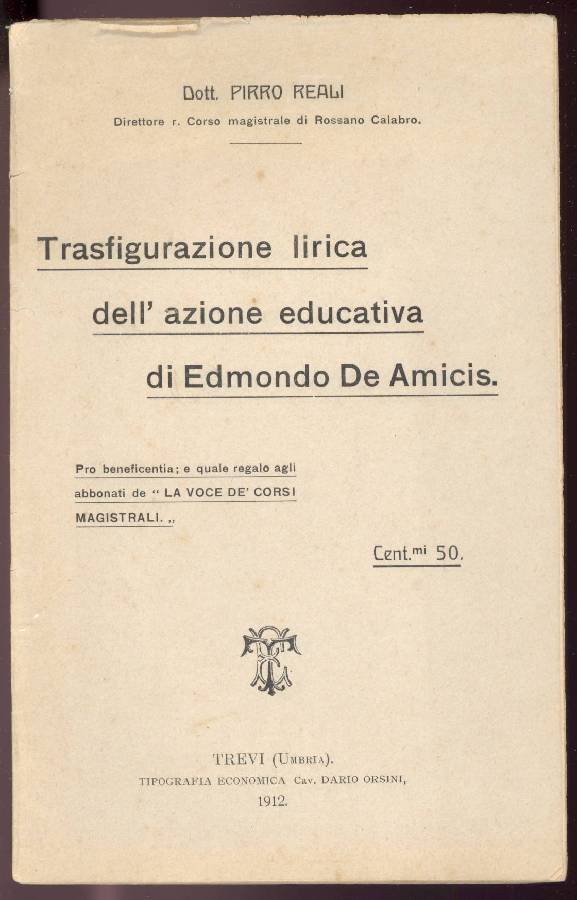 Dott. PIRRO REALI
Direttore r. Corso magistrale di Rossano Calabro.
Trasfigurazione lirica
dell' azione educativa
di Edmondo De Amicis.
Pro beneficentia; e quale regalo agli
abbonati de “ LA VOCE DE' CORSI
MAGISTRALI. „
Cent.mi 50.
TREVI (UMBRIA).
TIPOGRAFIA ECONOMICA Cav. DARIO ORSINI,
1912.